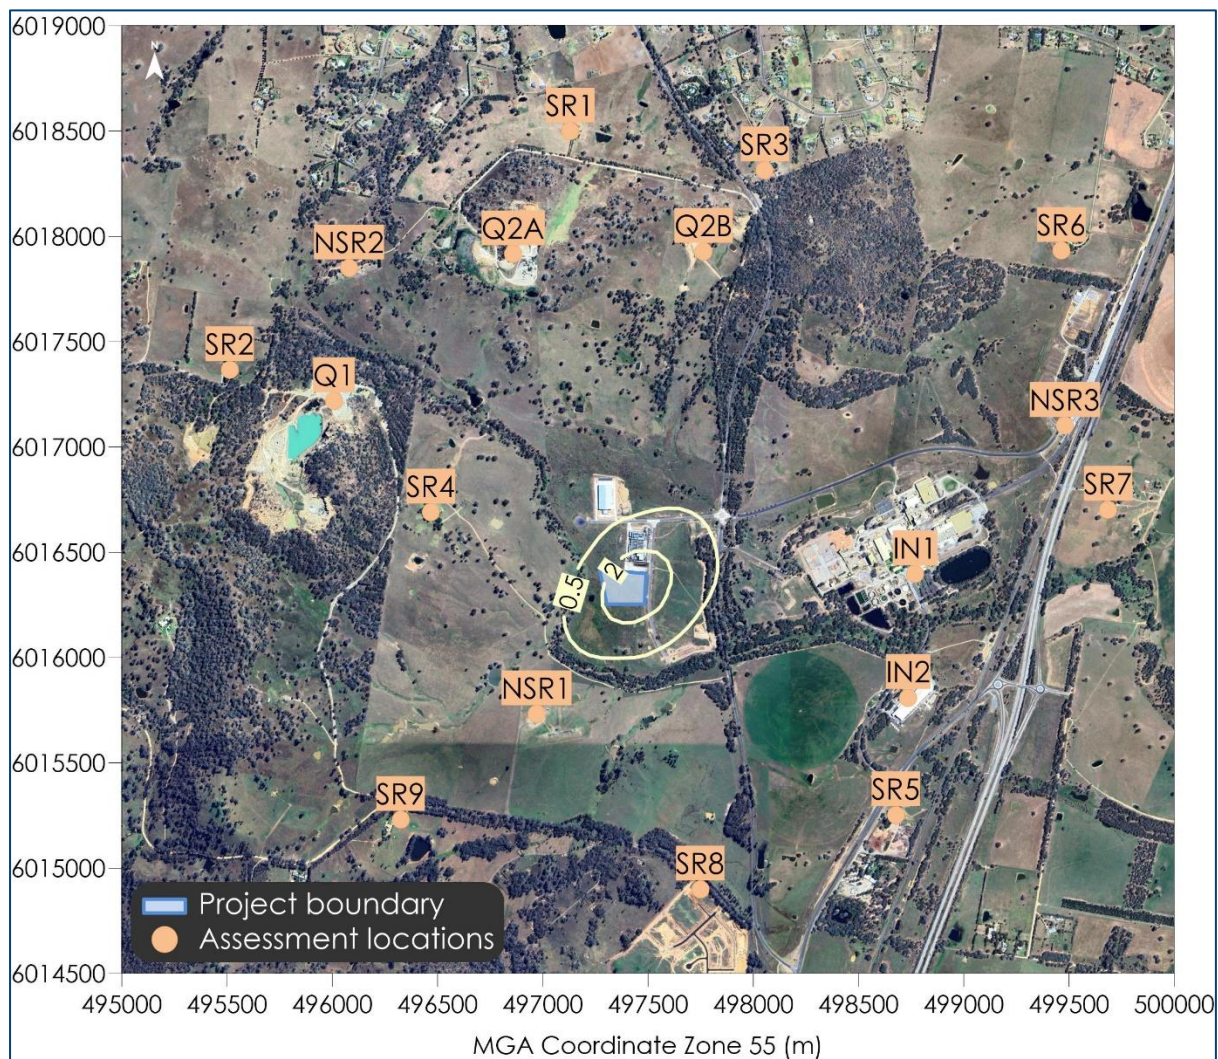 6019000
N
SR1
6018500
SR3
Q2A
Q2B
SR6
6018000
NSR2
6017500
SR2
Q1
NSR3
6017000
SR4
SR7
6016500
IN1
2
0.5
6016000
IN2
NSR1
6015500
SR5
SR9
6015000
SR8
Project boundary
Assessment locations
6014500
495000 495500 496000 496500 497000 497500 498000 498500 499000 499500 500000
MGA Coordinate Zone 55 (m)